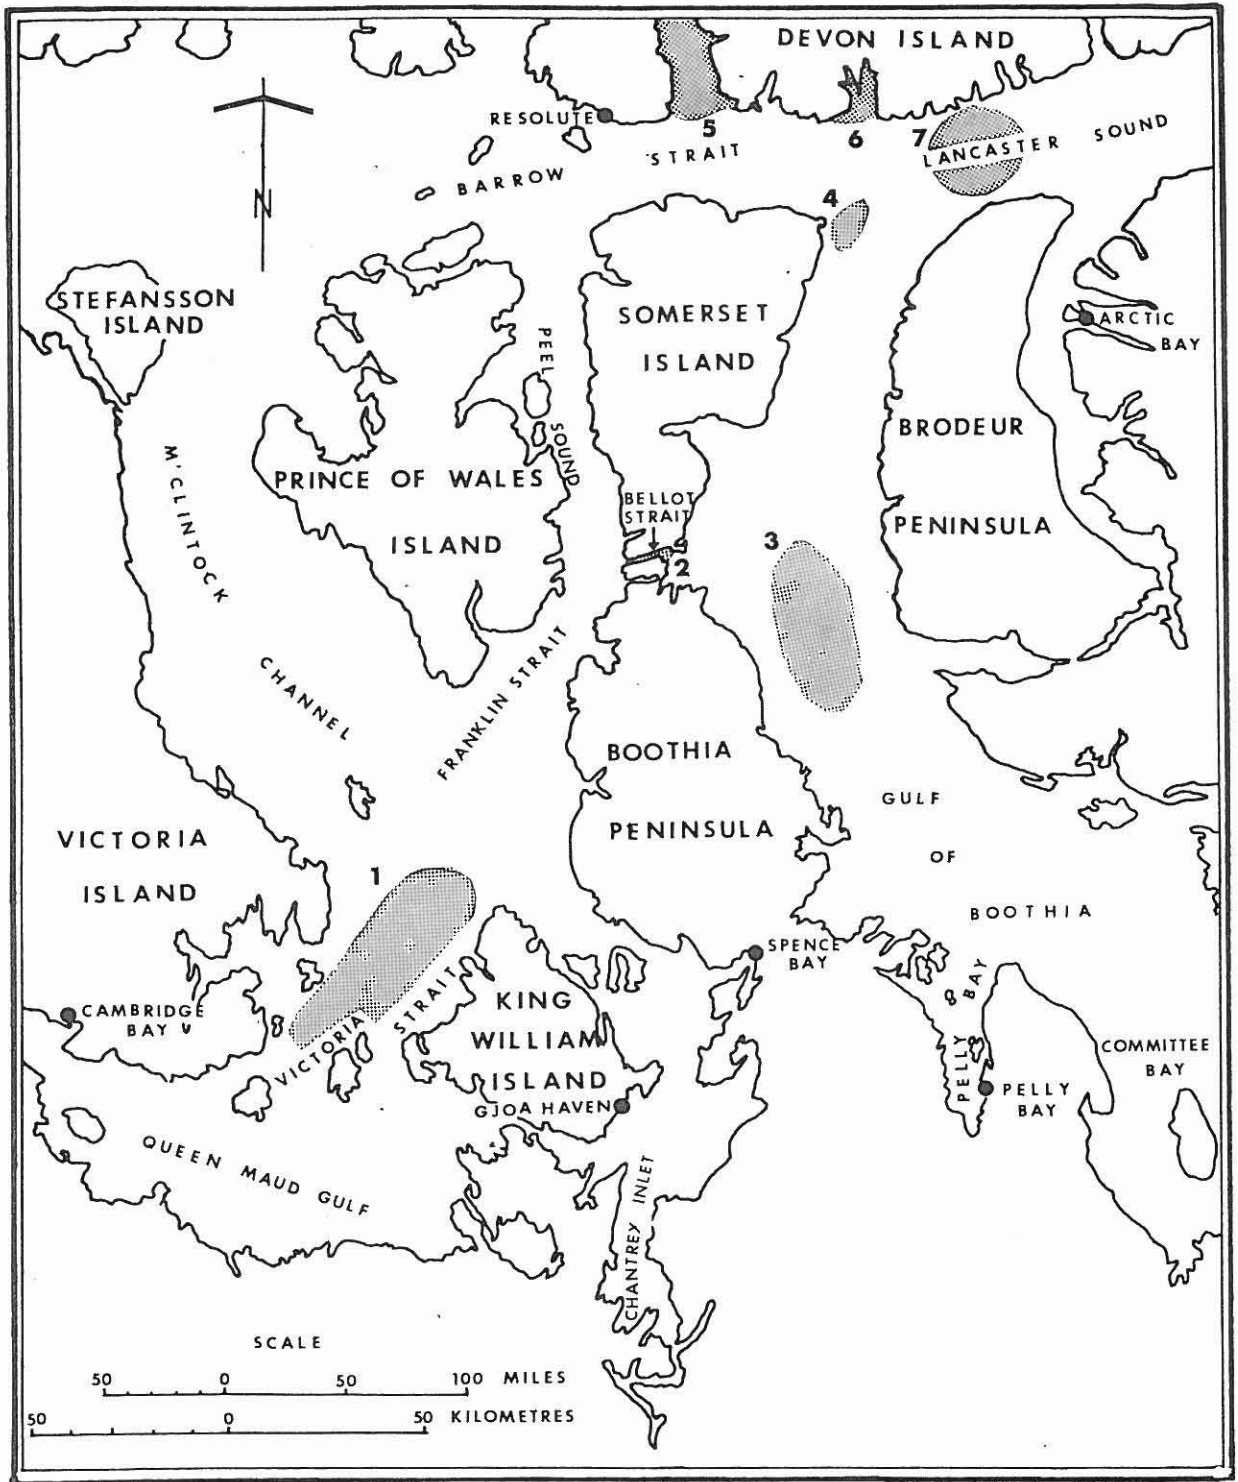 DEVON ISLAND
RESOLUTE
5
6
7
LANCASTER SOUND
BARROW STRAIT
N
4
STEFANSSON
ISLAND
SOMERSET
ISLAND
PEEL SOUND
ARCTIC
BAY
BRODEUR
PENINSULA
M'CLINTOCK CHANNEL
PRINCE OF WALES
ISLAND
BELLOT
STRAIT
2
3
FRANKLIN STRAIT
BOOTHIA
PENINSULA
GULF
OF
BOOTHIA
VICTORIA
ISLAND
1
SPENCE
BAY
CAMBRIDGE
BAY
VICTORIA STRAIT
KING
WILLIAM
ISLAND
GJOA HAVEN
PELLY BAY
PELLY
BAY
COMMITTEE
BAY
QUEEN MAUD GULF
CHANTREY INLET
SCALE
50 0 50 100 MILES
50 0 50 KILOMETRES